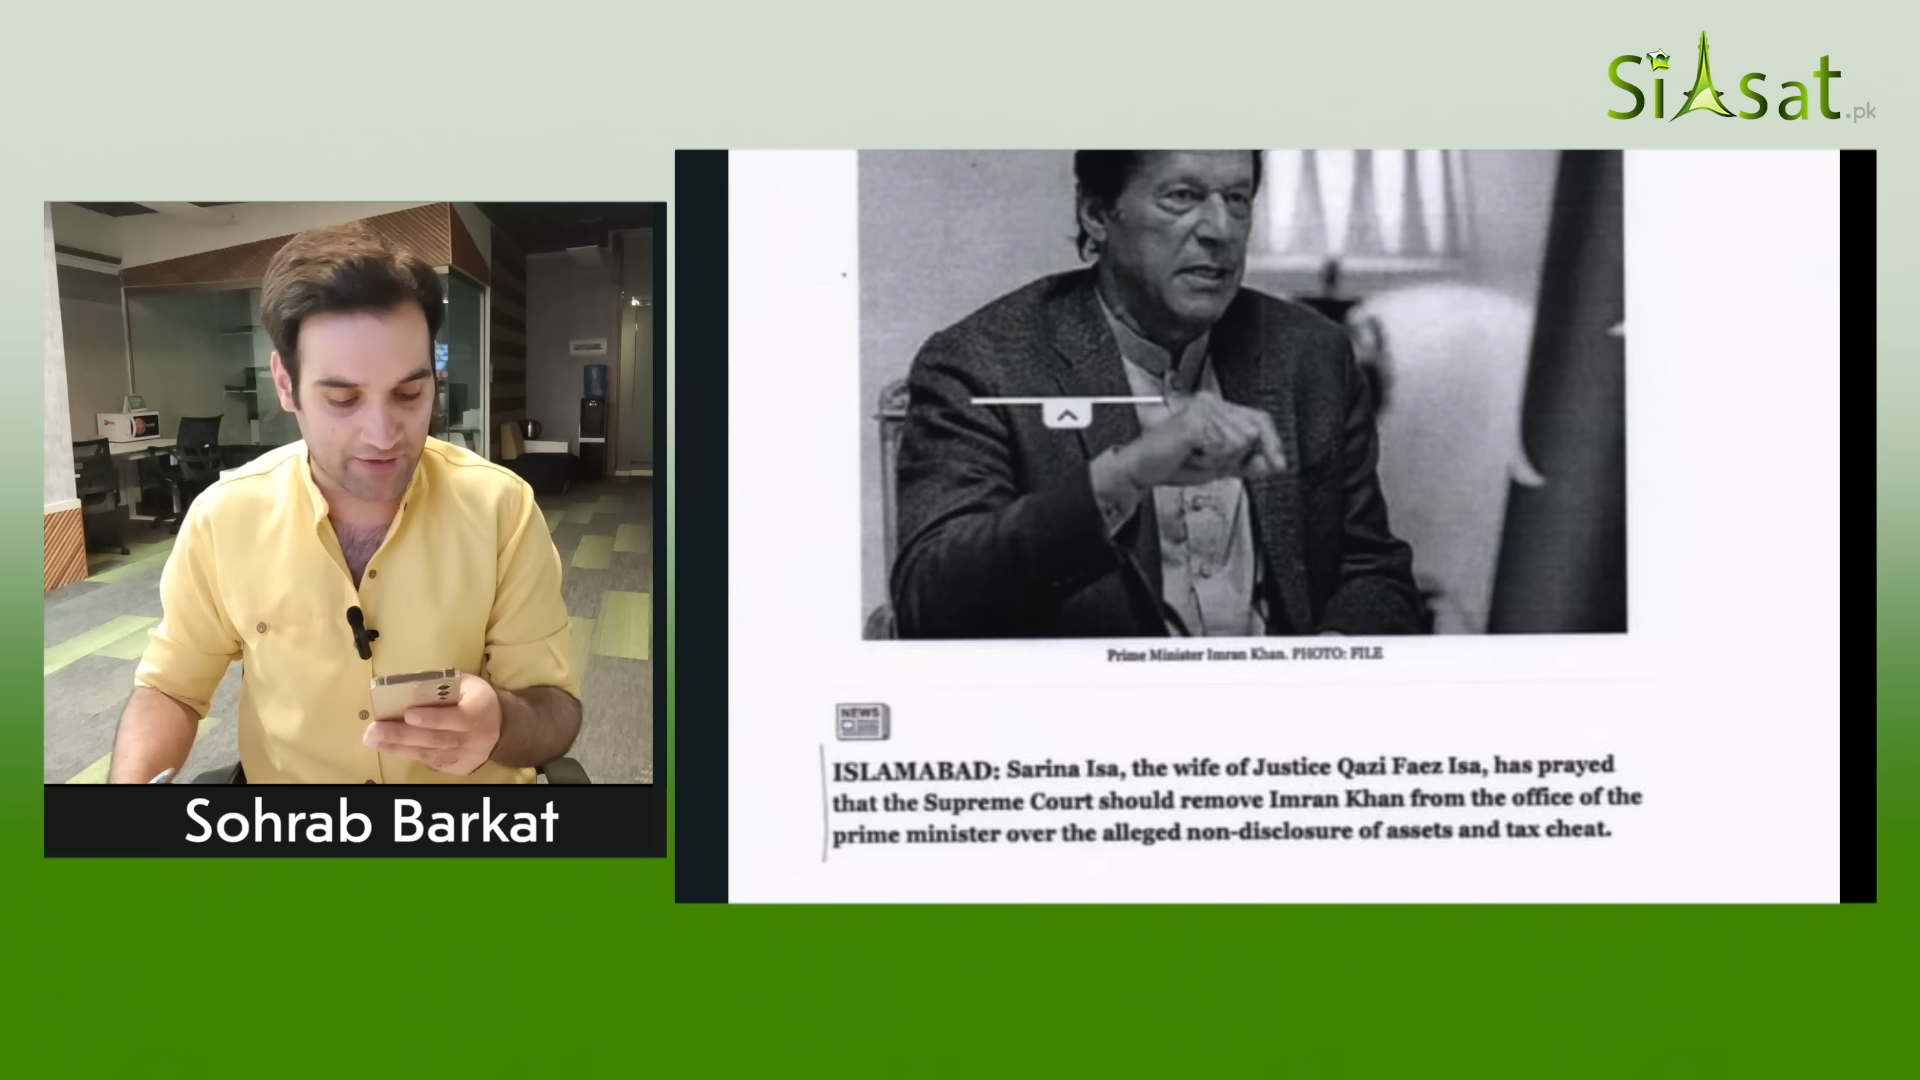 SiAsat.pk
Sohrab Barkat
Prime Minister Imran Khan. PHOTO: FILE
NEWS
ISLAMABAD: Sarina Isa, the wife of Justice Qazi Faez Isa, has prayed
that the Supreme Court should remove Imran Khan from the office of the
prime minister over the alleged non-disclosure of assets and tax cheat.